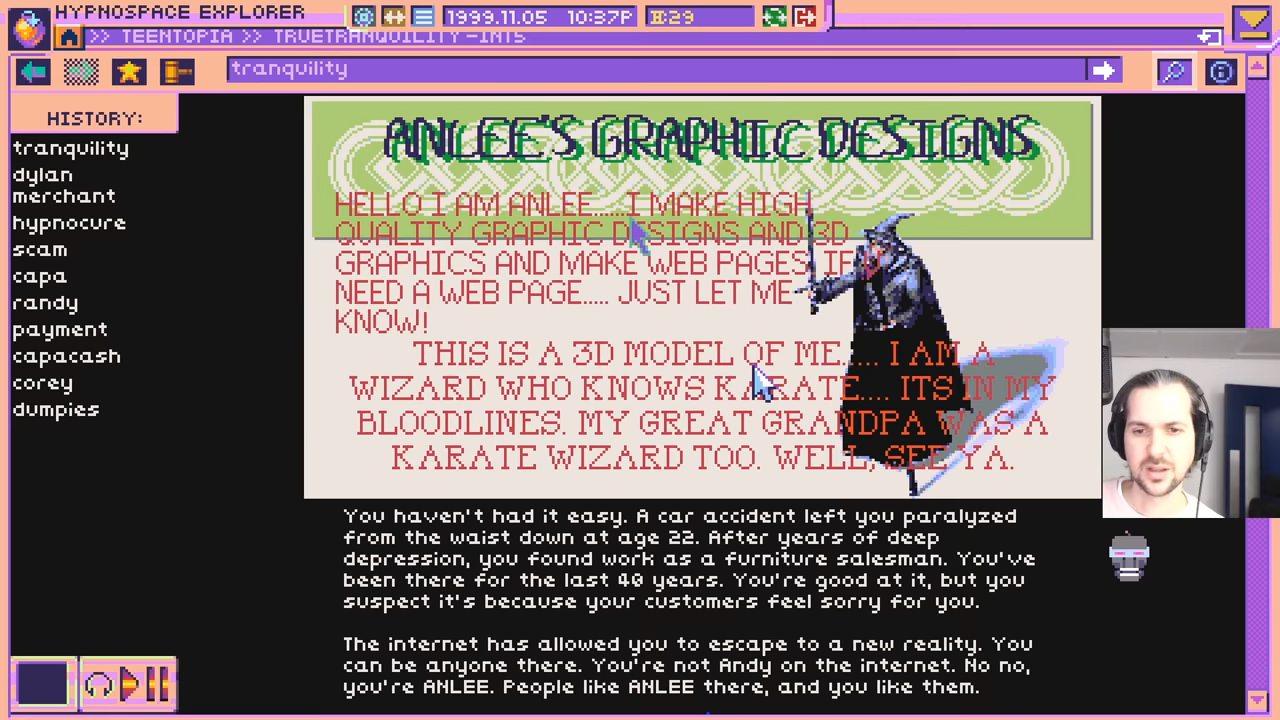 HYPNOSPACE EXPLORER
1999.11.05 10:37P
29
>> TEENTOPIA >> TRUETRANQUILITY-INTS
tranquility
HISTORY:
tranquility
dylan
merchant
hypnocure
scam
capa
randy
payment
capacash
corey
dumpies
ANLEE'S GRAPHIC DESIGNS
HELLO I AM ANLEE......I MAKE HIGH
QUALITY GRAPHIC DESIGNS AND 3D
GRAPHICS AND MAKE WEB PAGES. IF
NEED A WEB PAGE..... JUST LET ME
KNOW!
THIS IS A 3D MODEL OF ME..... I AM A
WIZARD WHO KNOWS KARATE.... ITS IN MY
BLOODLINES. MY GREAT GRANDPA WAS A
KARATE WIZARD TOO. WELL, SEE YA.
You haven't had it easy. A car accident left you paralyzed
from the waist down at age 22. After years of deep
depression, you found work as a furniture salesman. You've
been there for the last 40 years. You're good at it, but you
suspect it's because your customers feel sorry for you.
The internet has allowed you to escape to a new reality. You
can be anyone there. You're not Andy on the internet. No no,
you're ANLEE. People like ANLEE there, and you like them.